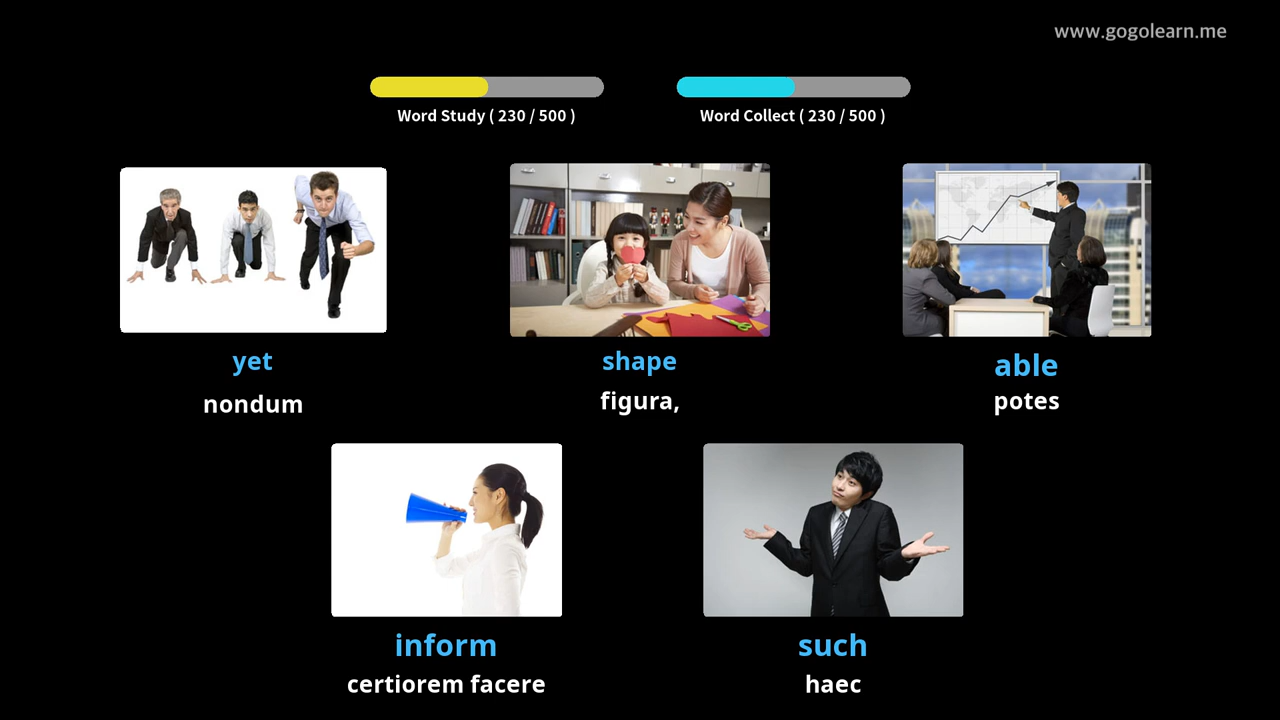 www.gogolearn.me
Word Study ( 230 / 500 )
Word Collect ( 230 / 500 )
yet
nondum
shape
figura,
able
potes
inform
certiorem facere
such
haec